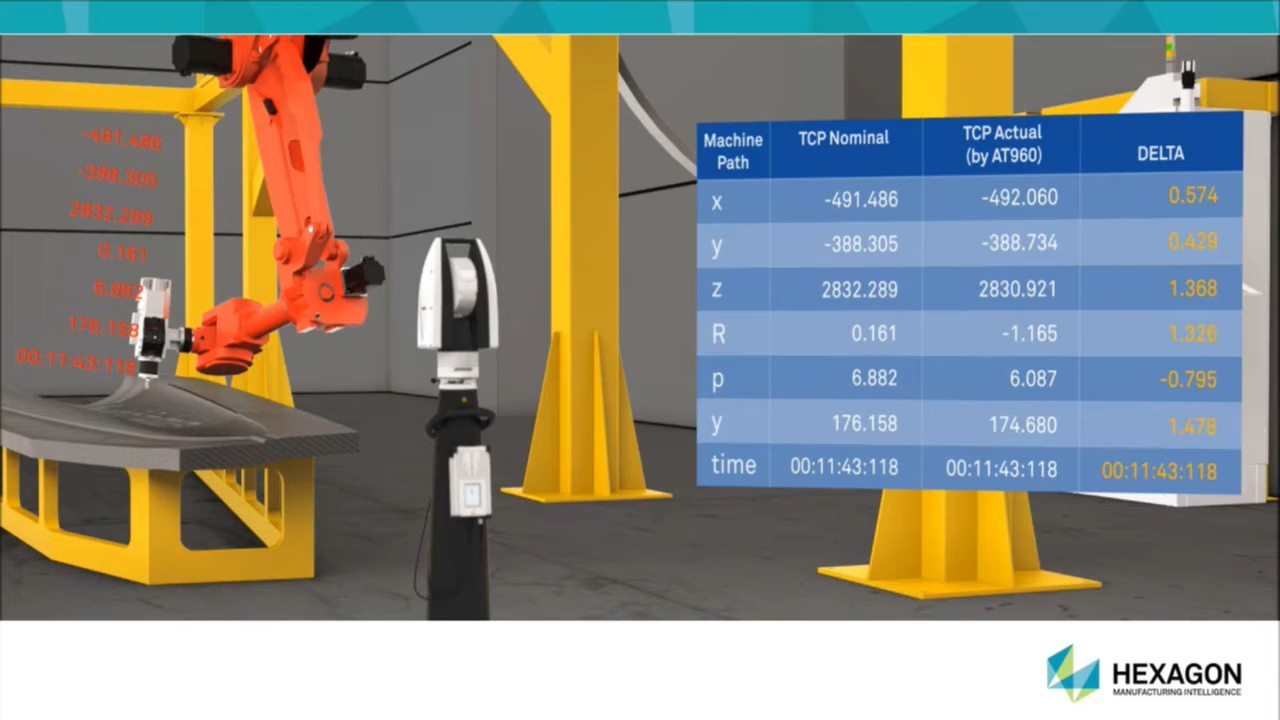 -491.486
-388.305
2832.289
0.161
6.882
176.158
00:11:43:118
Machine Path TCP Nominal TCP Actual (by AT960) DELTA
x -491.486 -492.060 0.574
y -388.305 -388.734 0.429
z 2832.289 2830.921 1.368
R 0.161 -1.165 1.326
p 6.882 6.087 -0.795
y 176.158 174.680 1.478
time 00:11:43:118 00:11:43:118 00:11:43:118
HEXAGON
MANUFACTURING INTELLIGENCE